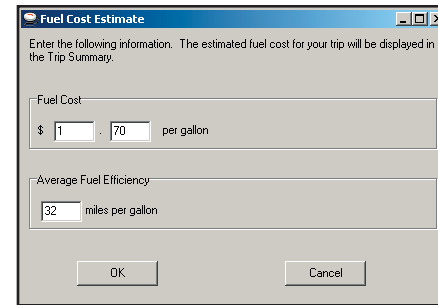 Fuel Cost Estimate
Enter the following information. The estimated fuel cost for your trip will be displayed in
the Trip Summary.
Fuel Cost
$ 1 . 70 per gallon
Average Fuel Efficiency
32 miles per gallon
OK Cancel